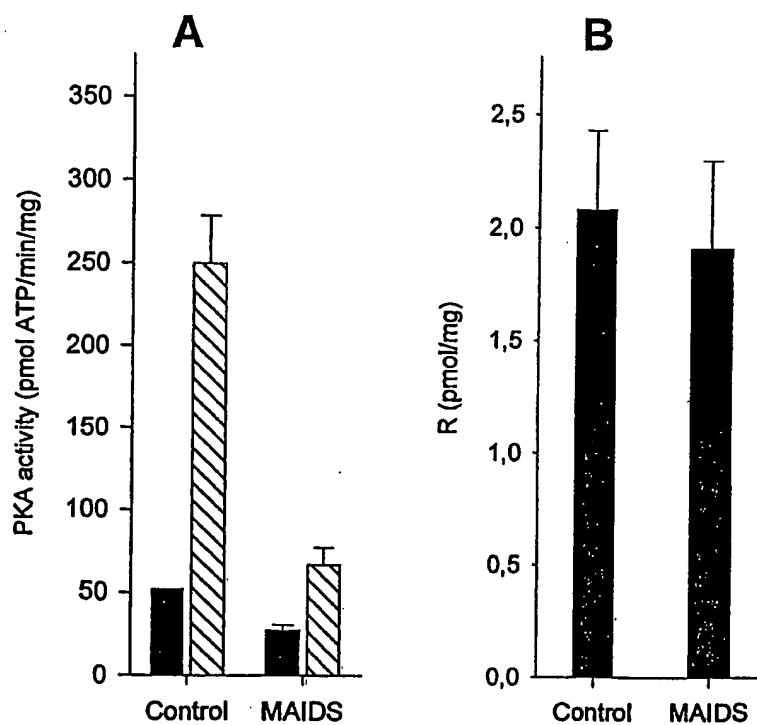 A
PKA activity (pmol ATP/min/mg)
350
300
250
200
150
100
50
0
Control MAIDS
B
R (pmol/mg)
2,5
2,0
1,5
1,0
0,5
0,0
Control MAIDS